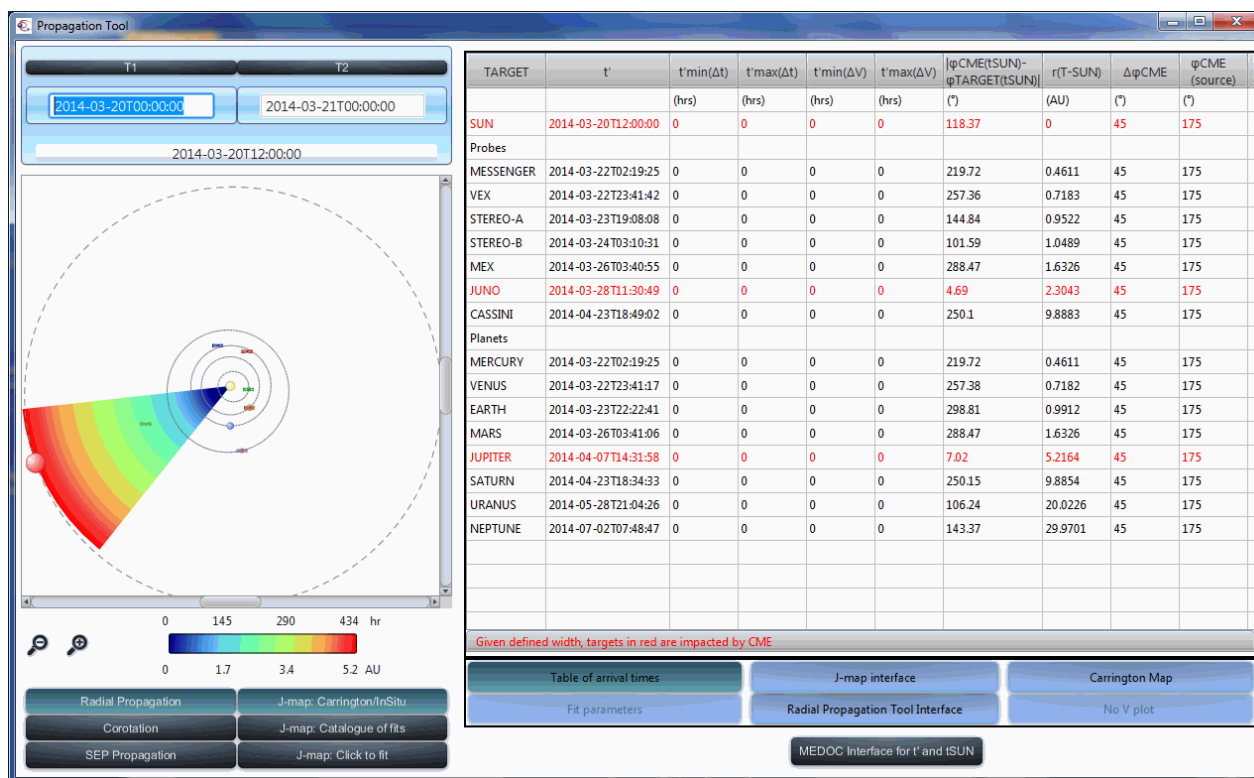 Propagation Tool
T1 T2
2014-03-20T00:00:00 2014-03-21T00:00:00
2014-03-20T12:00:00
0 145 290 434 hr
0 1.7 3.4 5.2 AU
Radial Propagation J-map: Carrington/InSitu
Corotation J-map: Catalogue of fits
SEP Propagation J-map: Click to fit
TARGET t' t'min(Δt) t'max(Δt) t'min(ΔV) t'max(ΔV) |φCME(tSUN)-φTARGET(tSUN)| r(T-SUN) ΔφCME φCME (source)
(hrs) (hrs) (hrs) (hrs) (°) (AU) (°) (°)
SUN 2014-03-20T12:00:00 0 0 0 0 118.37 0 45 175
Probes
MESSENGER 2014-03-22T02:19:25 0 0 0 0 219.72 0.4611 45 175
VEX 2014-03-22T23:41:42 0 0 0 0 257.36 0.7183 45 175
STEREO-A 2014-03-23T19:08:08 0 0 0 0 144.84 0.9522 45 175
STEREO-B 2014-03-24T03:10:31 0 0 0 0 101.59 1.0489 45 175
MEX 2014-03-26T03:40:55 0 0 0 0 288.47 1.6326 45 175
JUNO 2014-03-28T11:30:49 0 0 0 0 4.69 2.3043 45 175
CASSINI 2014-04-23T18:49:02 0 0 0 0 250.1 9.8883 45 175
Planets
MERCURY 2014-03-22T02:19:25 0 0 0 0 219.72 0.4611 45 175
VENUS 2014-03-22T23:41:17 0 0 0 0 257.38 0.7182 45 175
EARTH 2014-03-23T22:22:41 0 0 0 0 298.81 0.9912 45 175
MARS 2014-03-26T03:41:06 0 0 0 0 288.47 1.6326 45 175
JUPITER 2014-04-07T14:31:58 0 0 0 0 7.02 5.2164 45 175
SATURN 2014-04-23T18:34:33 0 0 0 0 250.15 9.8854 45 175
URANUS 2014-05-28T21:04:26 0 0 0 0 106.24 20.0226 45 175
NEPTUNE 2014-07-02T07:48:47 0 0 0 0 143.37 29.9701 45 175
Given defined width, targets in red are impacted by CME
Table of arrival times J-map interface Carrington Map
Fit parameters Radial Propagation Tool Interface No V plot
MEDOC Interface for t' and tSUN